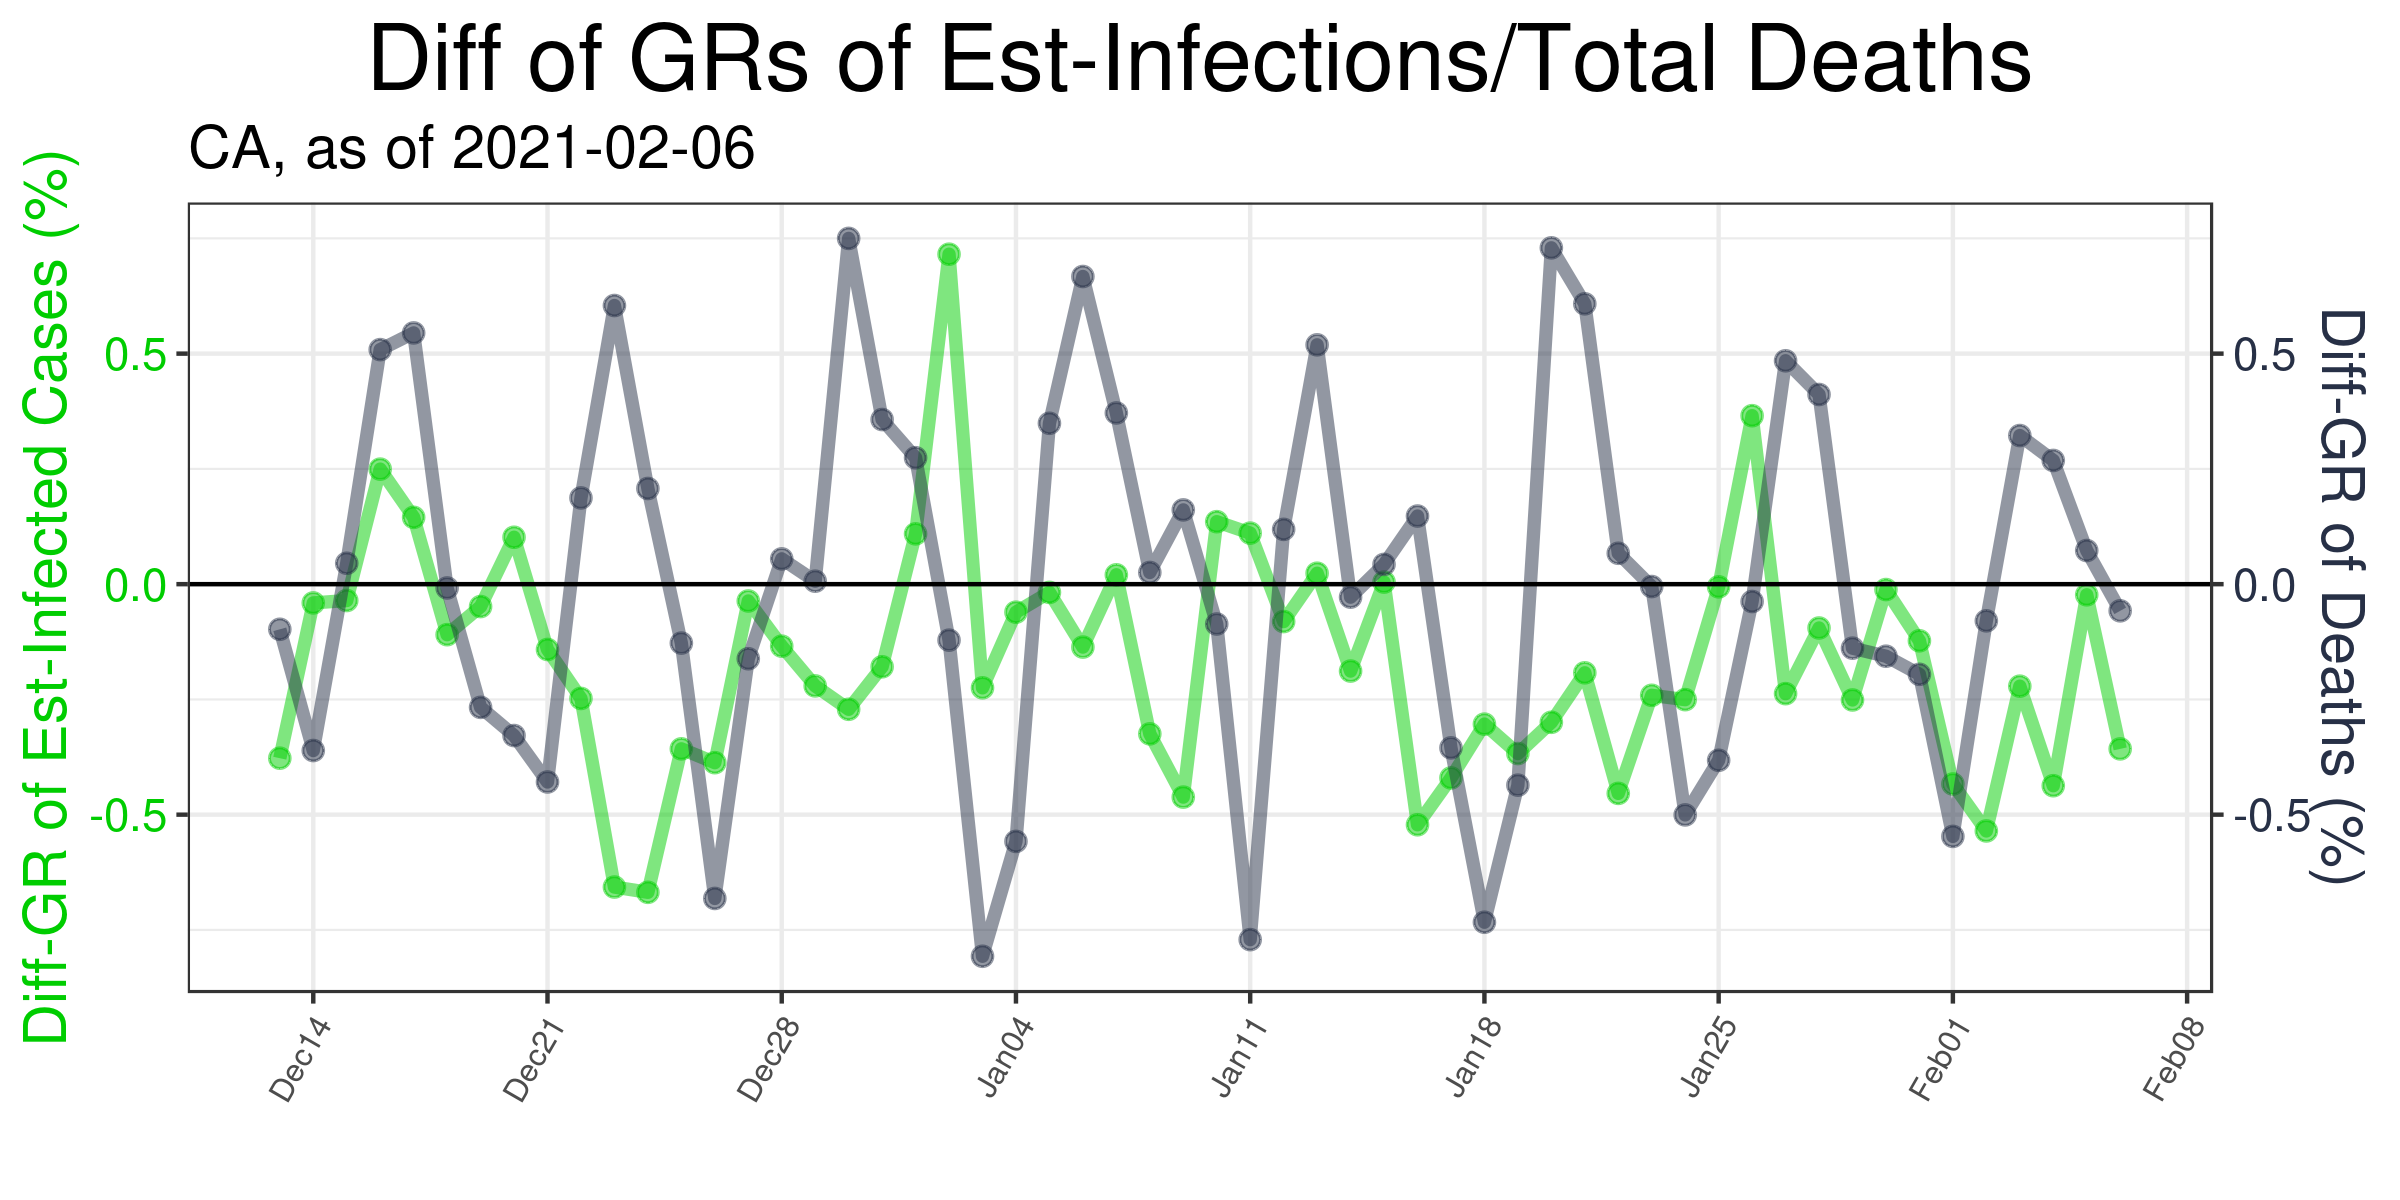 Diff of GRs of Est-Infections/Total Deaths
CA, as of 2021-02-06
Diff-GR of Est-Infected Cases (%)
0.5
0.0
-0.5
0.5
0.0
-0.5
Diff-GR of Deaths (%)
Dec14
Dec21
Dec28
Jan04
Jan11
Jan18
Jan25
Feb01
Feb08